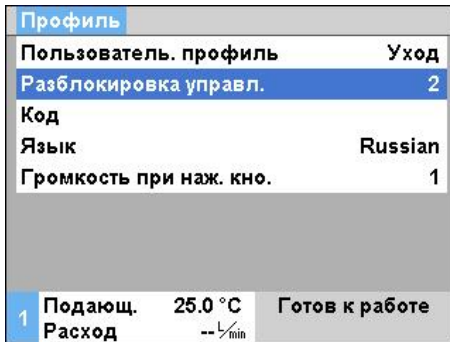 Профиль
Пользователь. профиль Уход
Разблокировка управл. 2
Код
Язык Russian
Громкость при наж. кно. 1
1 Подающ. 25.0 °C Готов к работе
Расход -- L/min